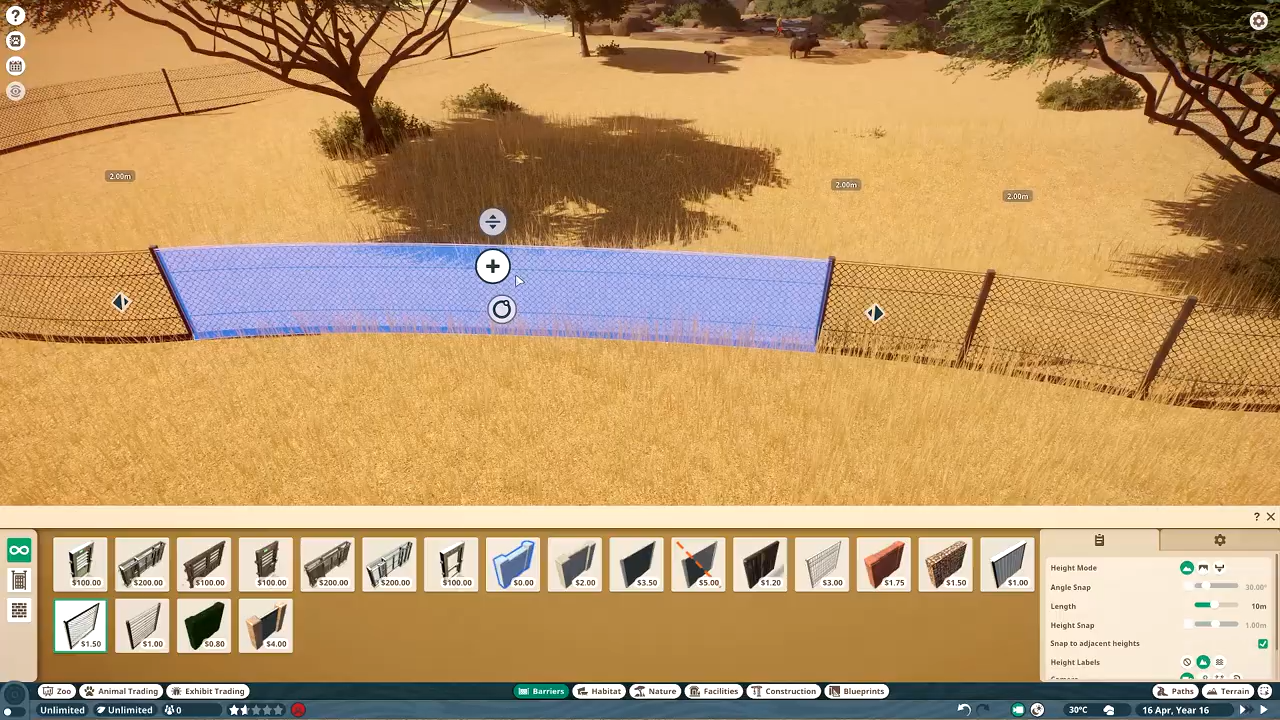 2.00m
2.00m
2.00m
?
$100.00
$200.00
$100.00
$100.00
$200.00
$200.00
$100.00
$0.00
$2.00
$3.50
$5.00
$1.20
$3.00
$1.75
$1.50
$1.00
$1.50
$1.00
$0.80
$4.00
Height Mode
Angle Snap 30.00°
Length 10m
Height Snap 1.00m
Snap to adjacent heights
Height Labels
Zoo
Animal Trading
Exhibit Trading
Barriers
Habitat
Nature
Facilities
Construction
Blueprints
Paths
Terrain
Unlimited
Unlimited
0
30°C
16 Apr, Year 16